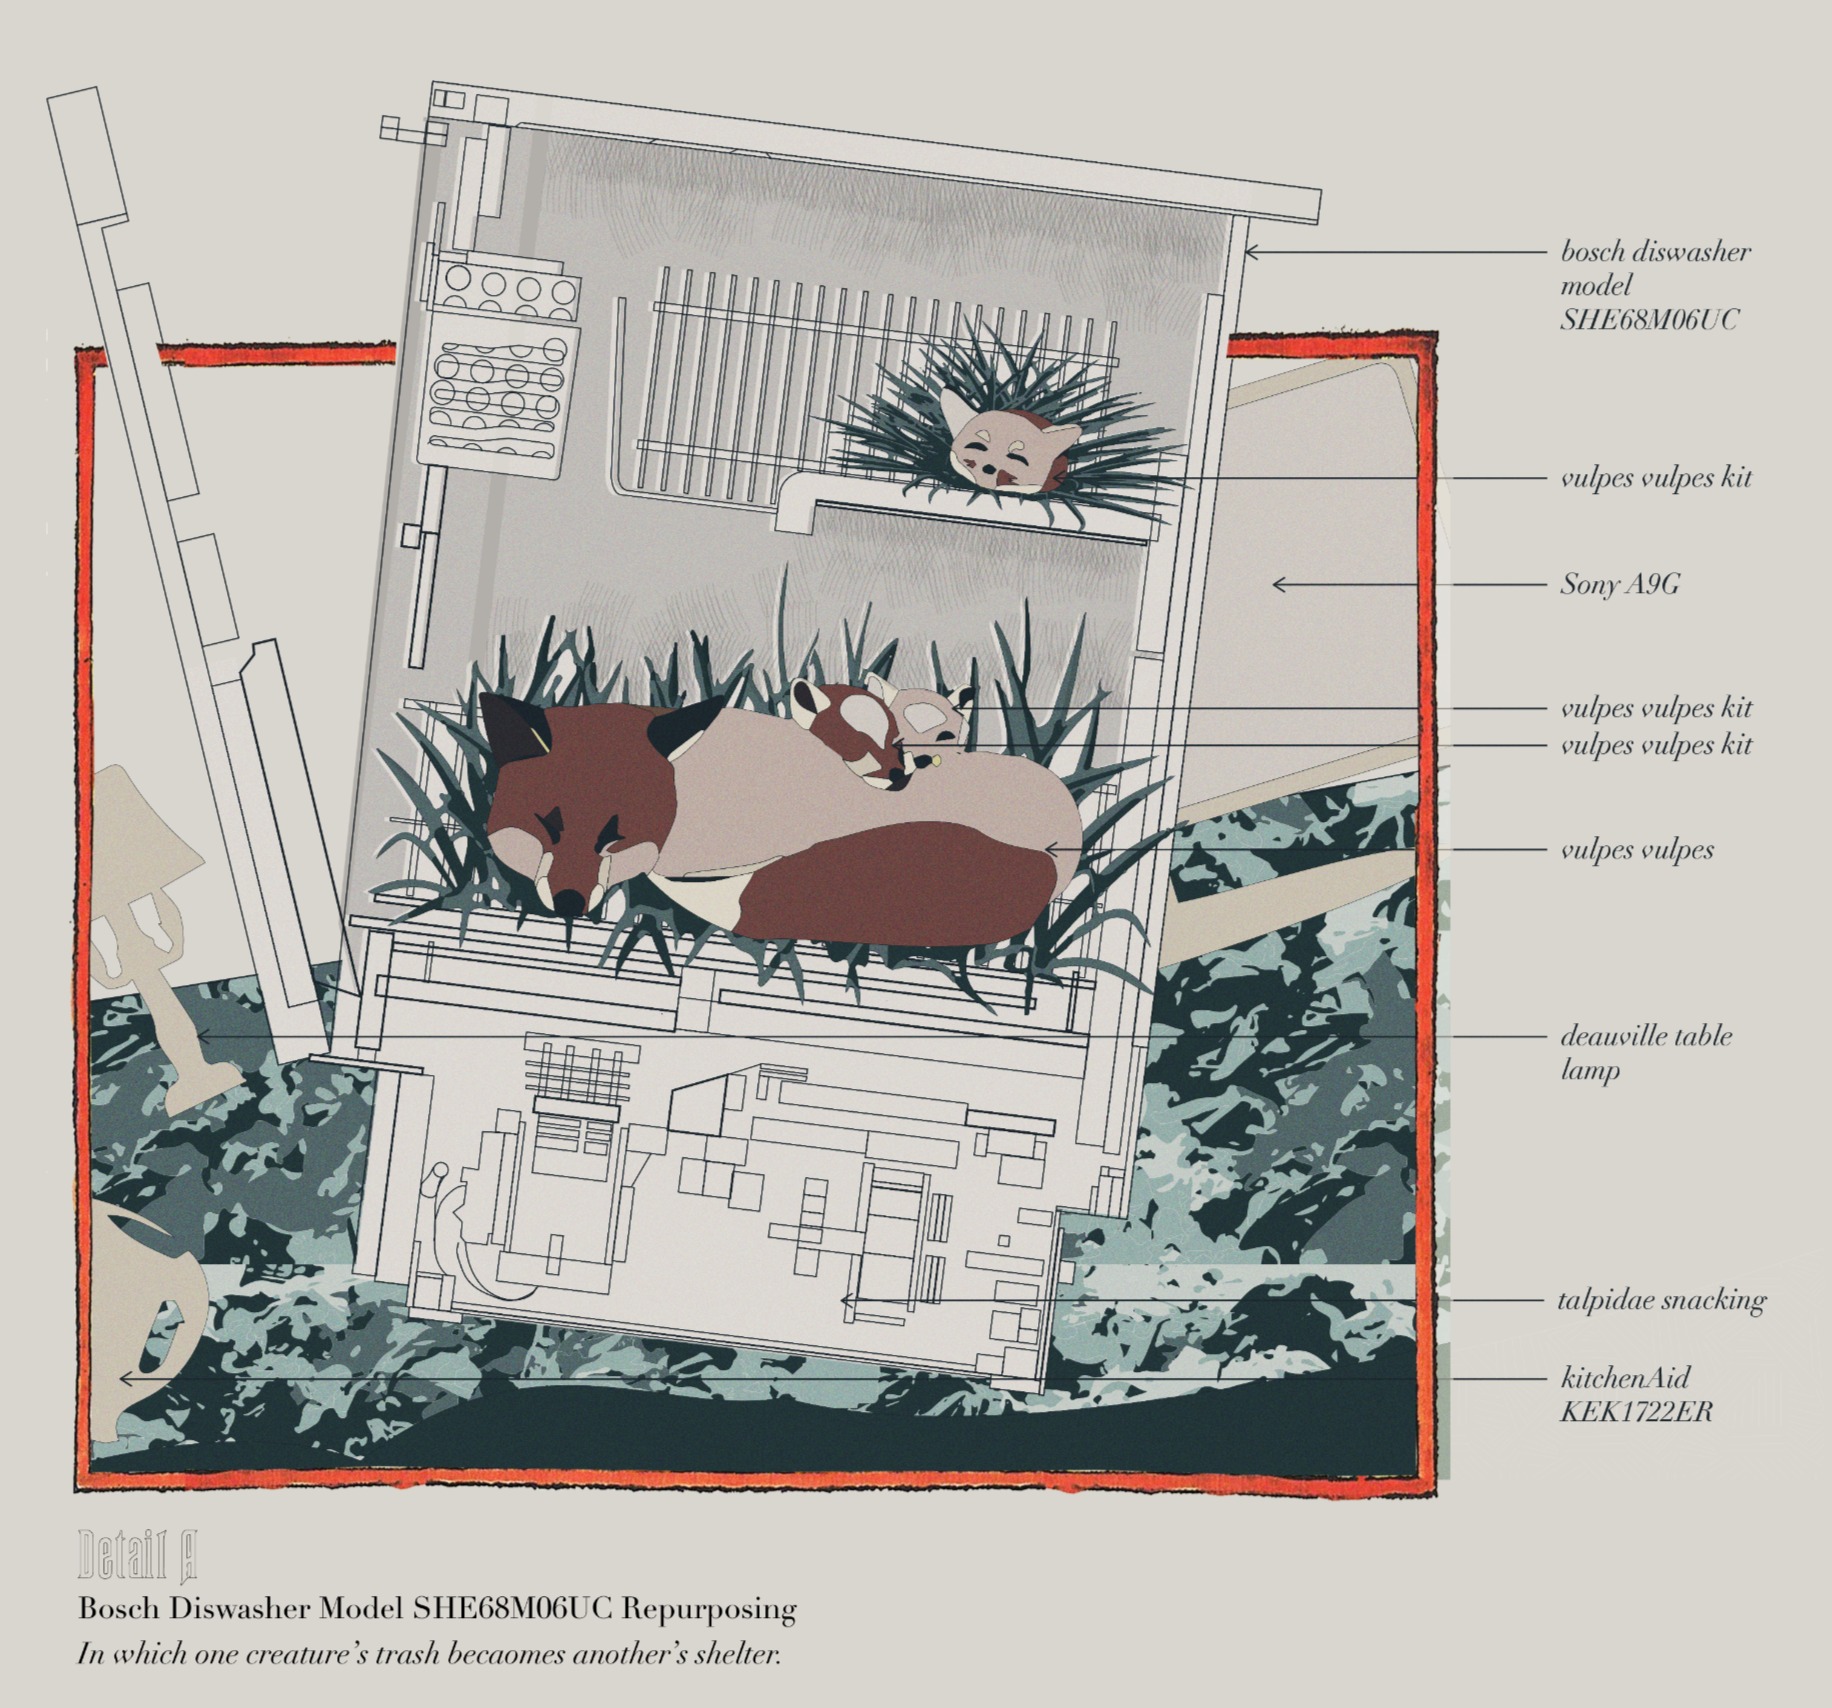 bosch diswasher
model
SHE68M06UC
vulpes vulpes kit
Sony A9G
vulpes vulpes kit
vulpes vulpes kit
vulpes vulpes
deauville table
lamp
talpidae snacking
kitchenAid
KEK1722ER
Detail A
Bosch Diswasher Model SHE68M06UC Repurposing
In which one creature’s trash becaomes another’s shelter.